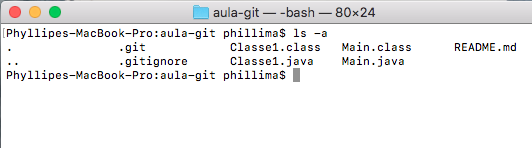 aula-git — -bash — 80×24
[Phyllipes-MacBook-Pro:aula-git phillima$ ls -a
. .git Classe1.class Main.class README.md
.. .gitignore Classe1.java Main.java
Phyllipes-MacBook-Pro:aula-git phillima$